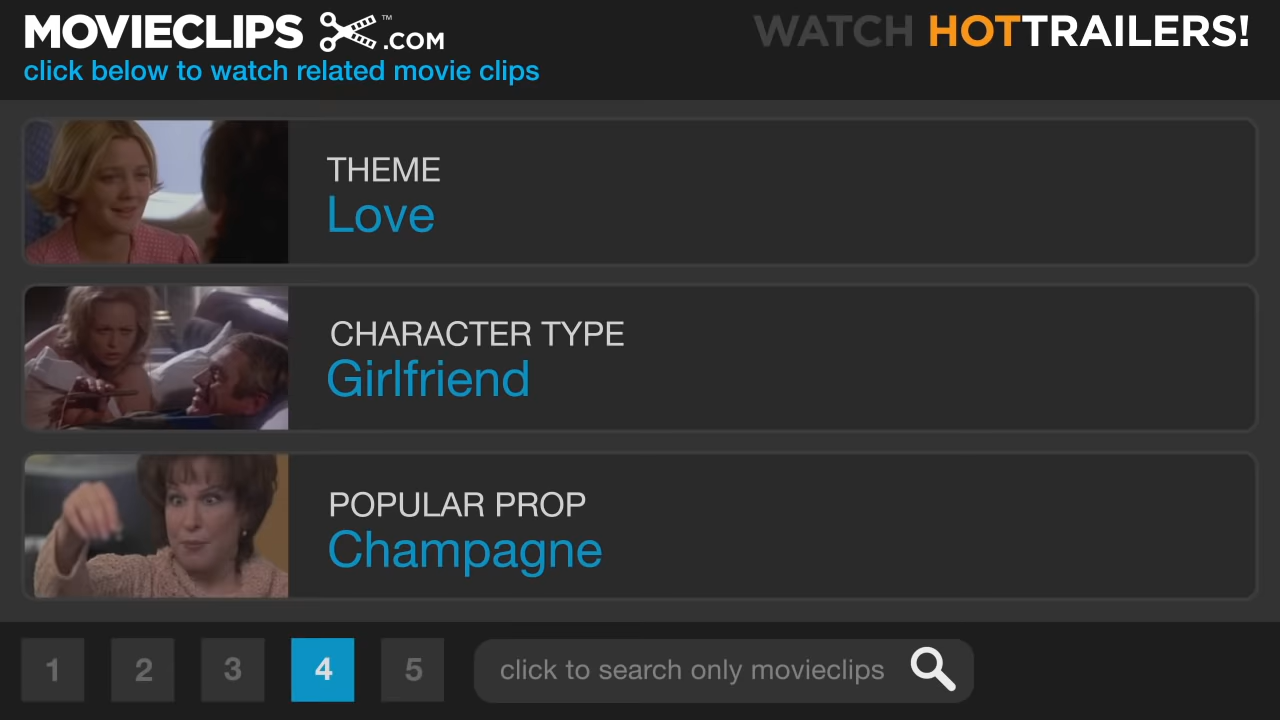 MOVIECLIPS ™ .COM
WATCH HOTTRAILERS!
click below to watch related movie clips
THEME
Love
CHARACTER TYPE
Girlfriend
POPULAR PROP
Champagne
1 2 3 4 5
click to search only movieclips